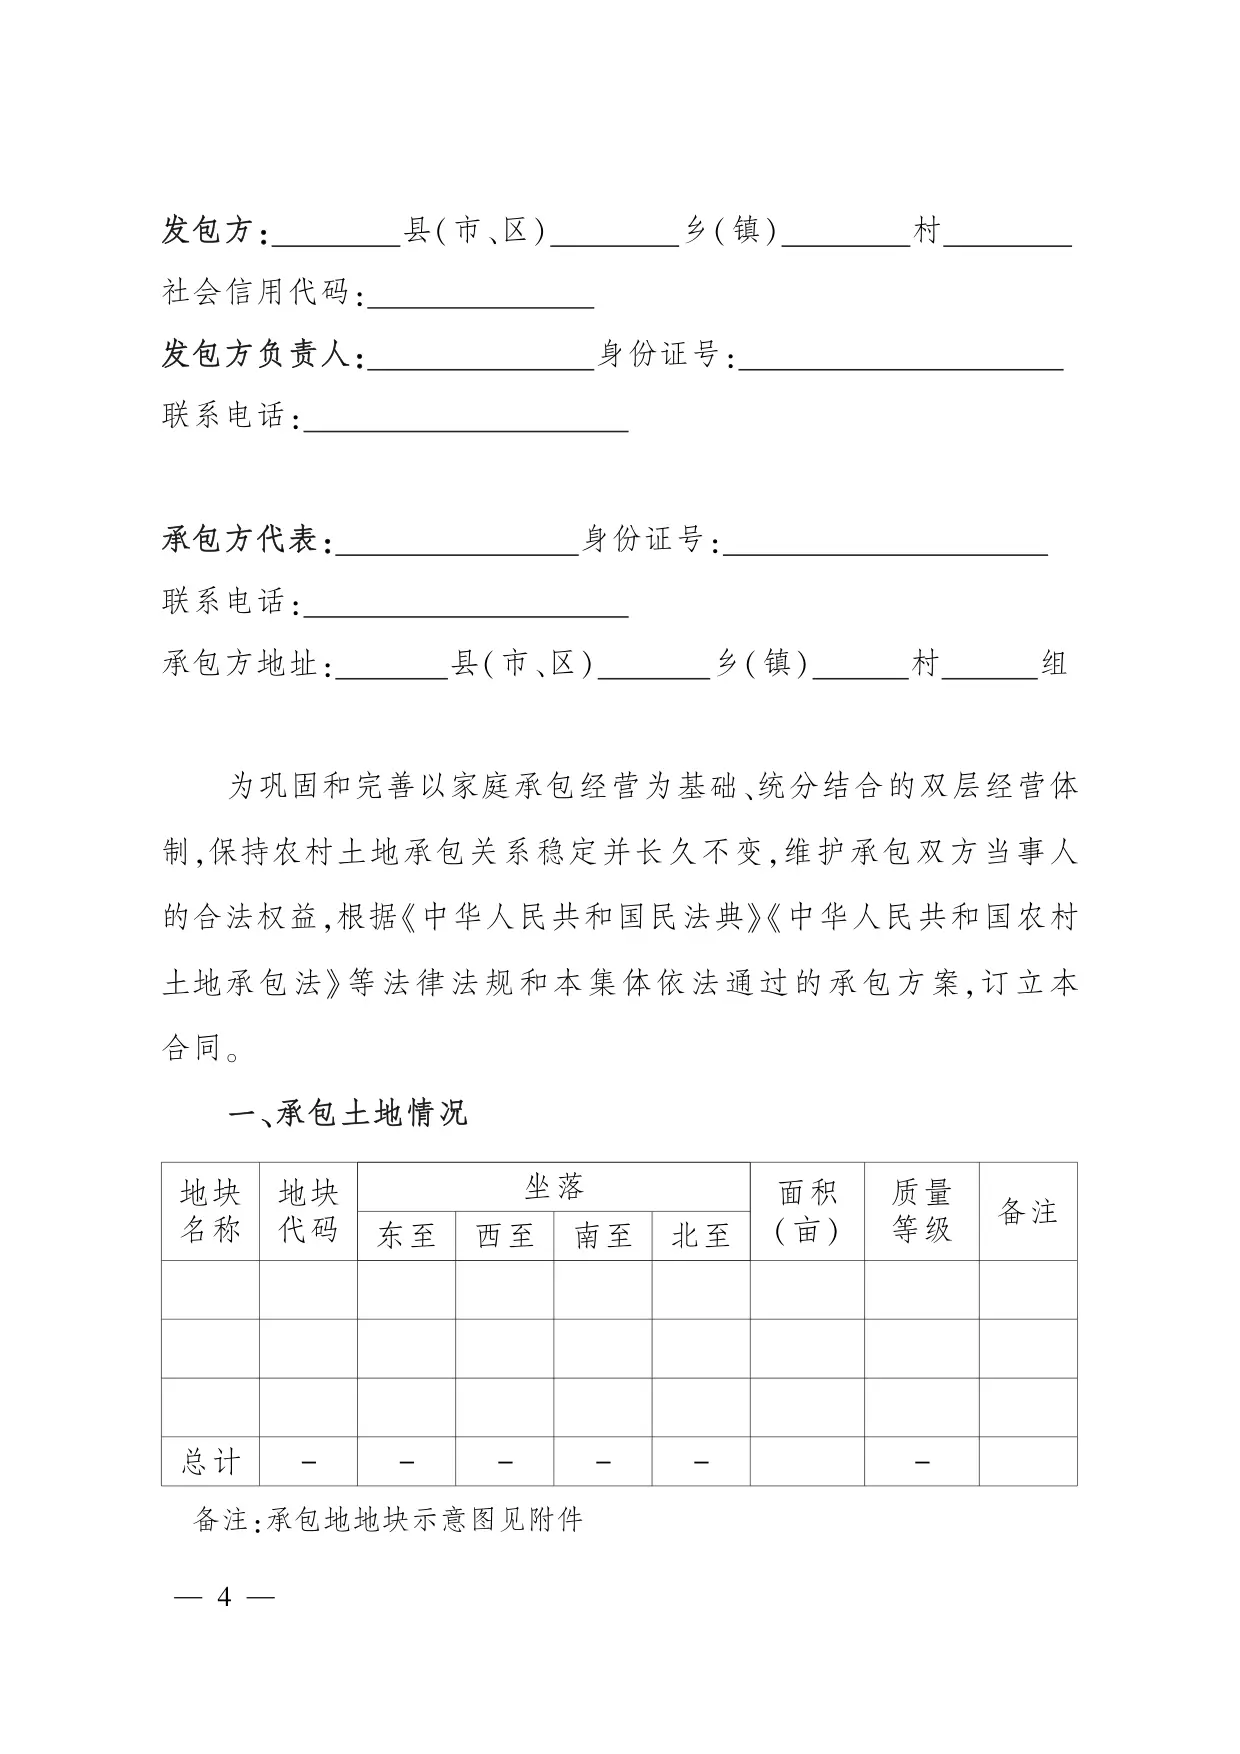 发包方:________县(市、区)________乡(镇)________村________
社会信用代码:______________
发包方负责人:______________身份证号:____________________
联系电话:____________________
承包方代表:_______________身份证号:____________________
联系电话:____________________
承包方地址:_______县(市、区)_______乡(镇)______村______组
为巩固和完善以家庭承包经营为基础、统分结合的双层经营体
制,保持农村土地承包关系稳定并长久不变,维护承包双方当事人
的合法权益,根据《中华人民共和国民法典》《中华人民共和国农村
土地承包法》等法律法规和本集体依法通过的承包方案,订立本
合同。
一、承包土地情况
地块名称 地块代码 坐落 面积(亩) 质量等级 备注
东至 西至 南至 北至
总计 – – – – – –
备注:承包地地块示意图见附件
— 4 —